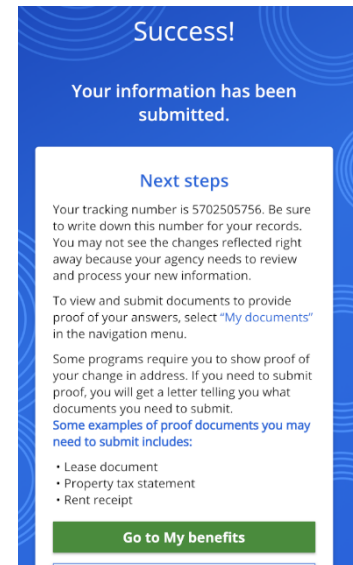 Success!
Your information has been
submitted.
Next steps
Your tracking number is 5702505756. Be sure
to write down this number for your records.
You may not see the changes reflected right
away because your agency needs to review
and process your new information.
To view and submit documents to provide
proof of your answers, select “My documents”
in the navigation menu.
Some programs require you to show proof of
your change in address. If you need to submit
proof, you will get a letter telling you what
documents you need to submit.
Some examples of proof documents you may
need to submit includes:
• Lease document
• Property tax statement
• Rent receipt
Go to My benefits